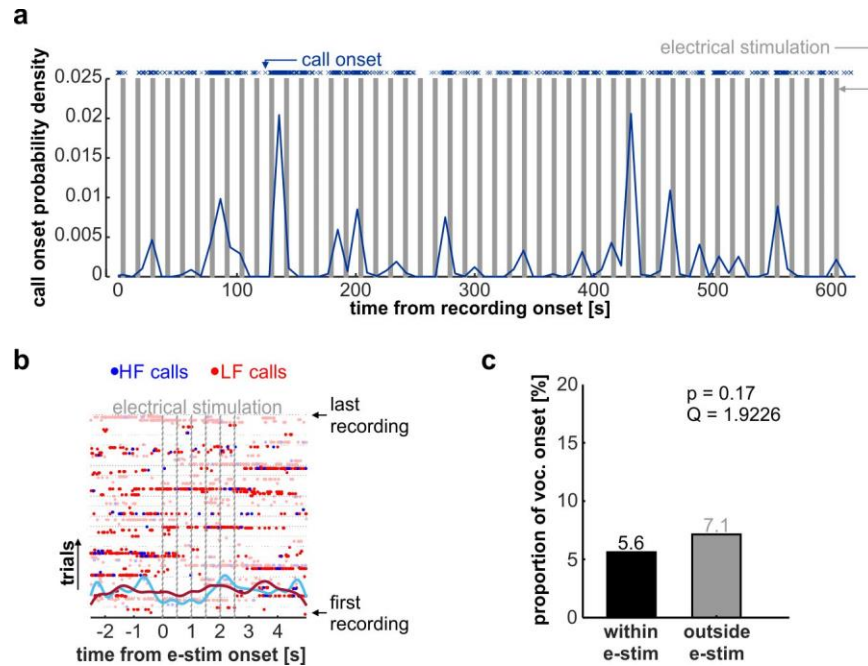 a
electrical stimulation
call onset
0.025
0.02
0.015
0.01
0.005
0
call onset probability density
0 100 200 300 400 500 600
time from recording onset [s]
b
HF calls LF calls
electrical stimulation
last
recording
trials
first
recording
-2 -1 0 1 2 3 4
time from e-stim onset [s]
c
20
15
10
5
0
proportion of voc. onset [%]
p = 0.17
Q = 1.9226
5.6
7.1
within
e-stim
outside
e-stim